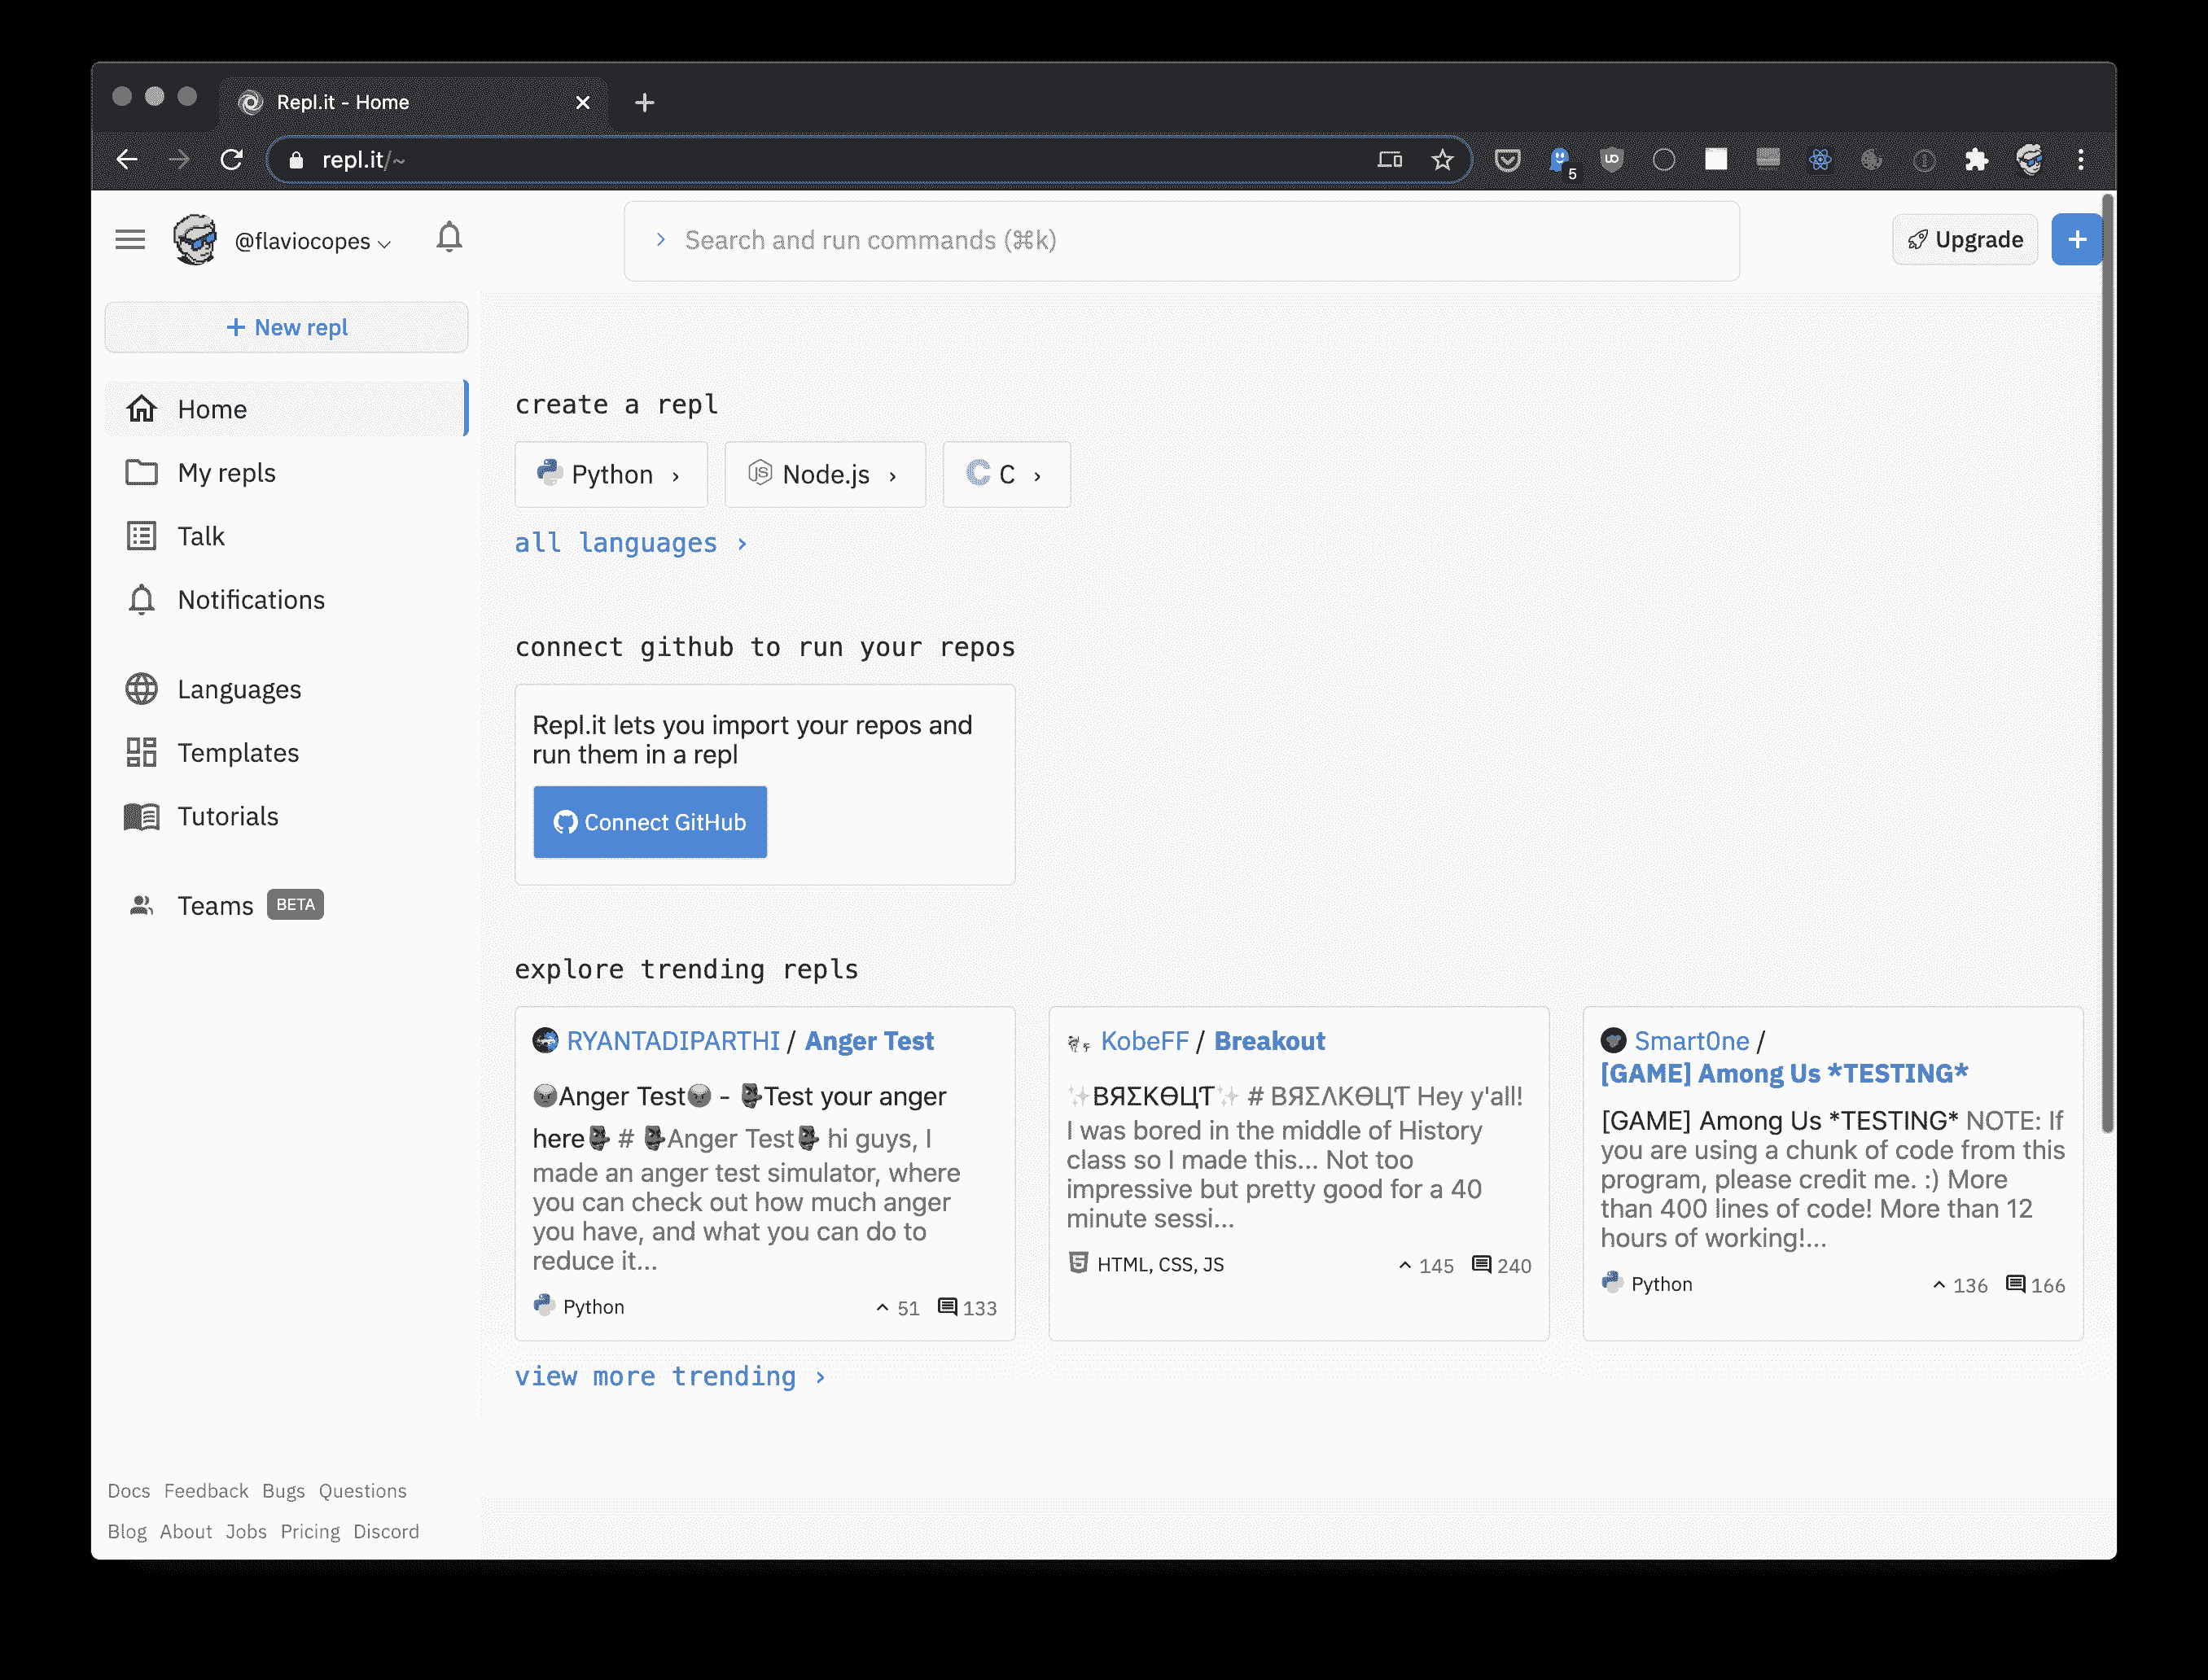 Repl.it - Home
repl.it/~
5
@flaviocopes
Search and run commands (⌘k)
Upgrade
+ New repl
Home
My repls
Talk
Notifications
Languages
Templates
Tutorials
Teams BETA
create a repl
Python ›
Node.js ›
C ›
all languages ›
connect github to run your repos
Repl.it lets you import your repos and
run them in a repl
Connect GitHub
explore trending repls
RYANTADIPARTHI / Anger Test
😡Anger Test😡 - 👺Test your anger
here👺 # 👺Anger Test👺 hi guys, I
made an anger test simulator, where
you can check out how much anger
you have, and what you can do to
reduce it...
Python
51
133
KobeFF / Breakout
✨BЯΣKӨЦƬ✨ # BЯΣΛKӨЦƬ Hey y'all!
I was bored in the middle of History
class so I made this... Not too
impressive but pretty good for a 40
minute sessi...
HTML, CSS, JS
145
240
Smart0ne /
[GAME] Among Us *TESTING*
[GAME] Among Us *TESTING* NOTE: If
you are using a chunk of code from this
program, please credit me. :) More
than 400 lines of code! More than 12
hours of working!...
Python
136
166
view more trending ›
Docs Feedback Bugs Questions
Blog About Jobs Pricing Discord